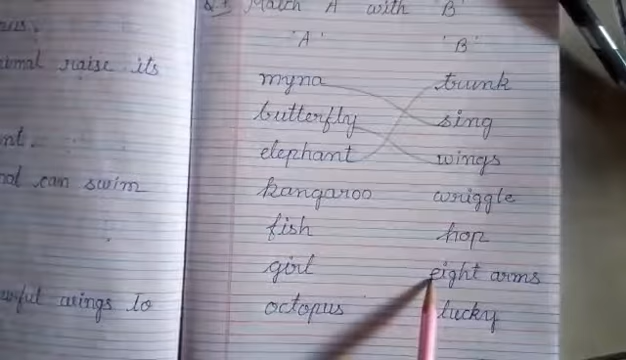 Q.1 Match 'A' with 'B'
'A' 'B'
myna trunk
butterfly sing
elephant wings
kangaroo wriggle
fish hop
girl eight arms
octopus lucky
raise its
can swim
wings to